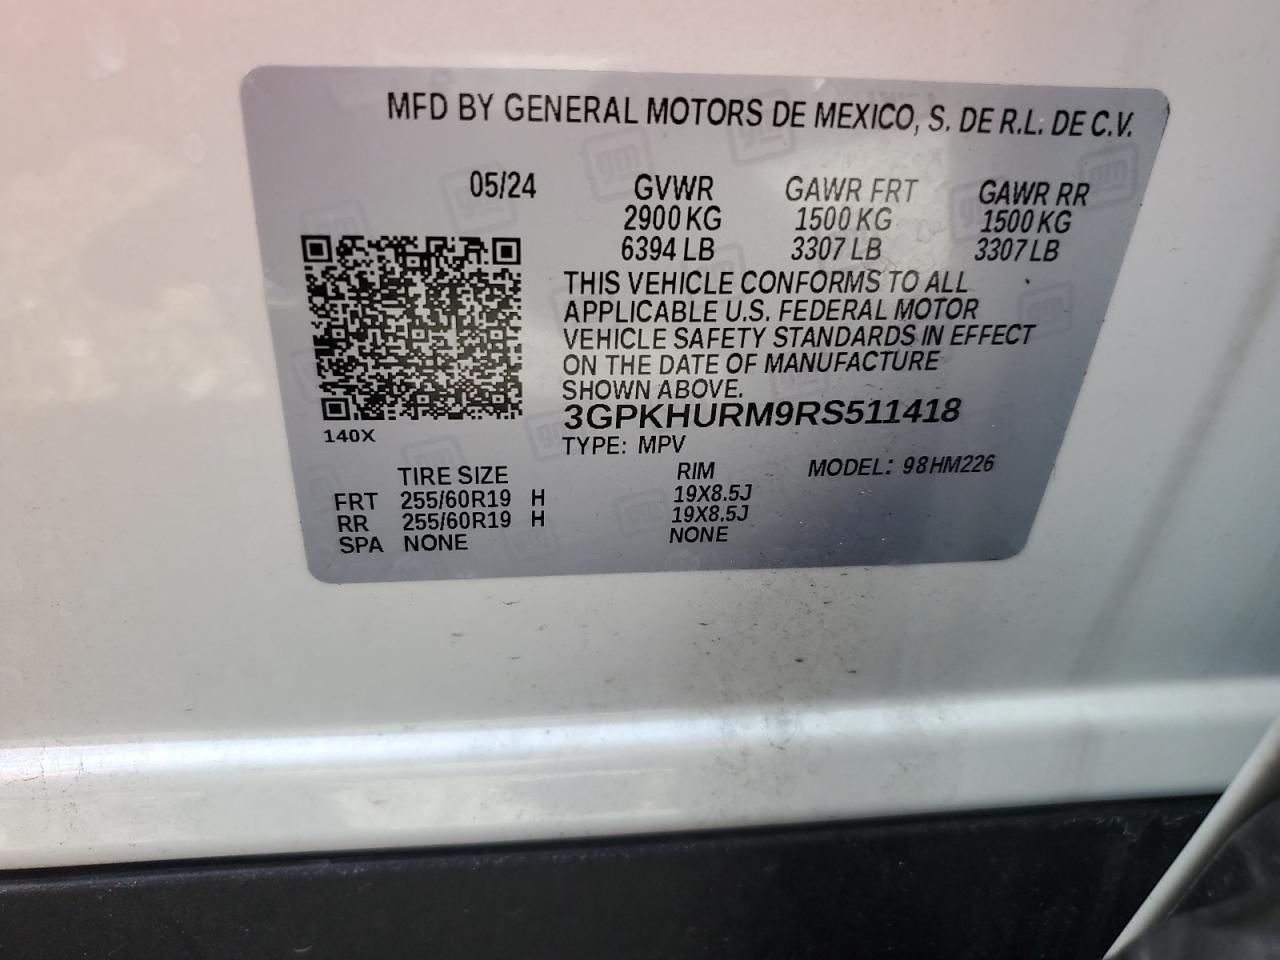 MFD BY GENERAL MOTORS DE MEXICO, S. DE R.L. DE C.V.
05/24 GVWR GAWR FRT GAWR RR
2900 KG 1500 KG 1500 KG
6394 LB 3307 LB 3307 LB
THIS VEHICLE CONFORMS TO ALL
APPLICABLE U.S. FEDERAL MOTOR
VEHICLE SAFETY STANDARDS IN EFFECT
ON THE DATE OF MANUFACTURE
SHOWN ABOVE.
3GPKHURM9RS511418
140X
TYPE: MPV
TIRE SIZE RIM MODEL: 98HM226
FRT 255/60R19 H 19X8.5J
RR 255/60R19 H 19X8.5J
SPA NONE NONE